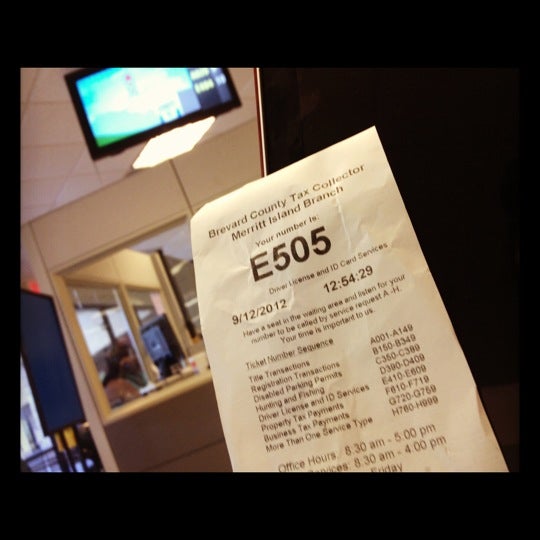 Brevard County Tax Collector
Merritt Island Branch
Your number is:
E505
Driver License and ID Card Services
9/12/2012 12:54:29
Have a seat in the waiting area and listen for your
number to be called by service request A -H.
Your time is important to us.
Ticket Number Sequence
Title Transactions A001-A149
Registration Transactions B150-B349
Disabled Parking Permits C350-C389
Hunting and Fishing D390-D409
Driver License and ID Services E410-E609
Property Tax Payments F610-F719
Business Tax Payments G720-G759
More Than One Service Type H760-H999
Office Hours: 8:30 am - 5:00 pm
Services: 8.30 am - 4:00 pm
Friday